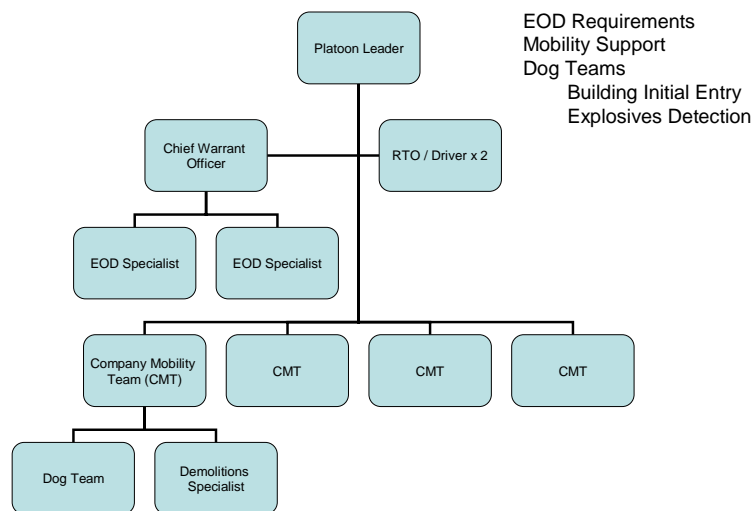 Platoon Leader
EOD Requirements
Mobility Support
Dog Teams
Building Initial Entry
Explosives Detection
Chief Warrant
Officer
RTO / Driver x 2
EOD Specialist
EOD Specialist
Company Mobility
Team (CMT)
CMT
CMT
CMT
Dog Team
Demolitions
Specialist